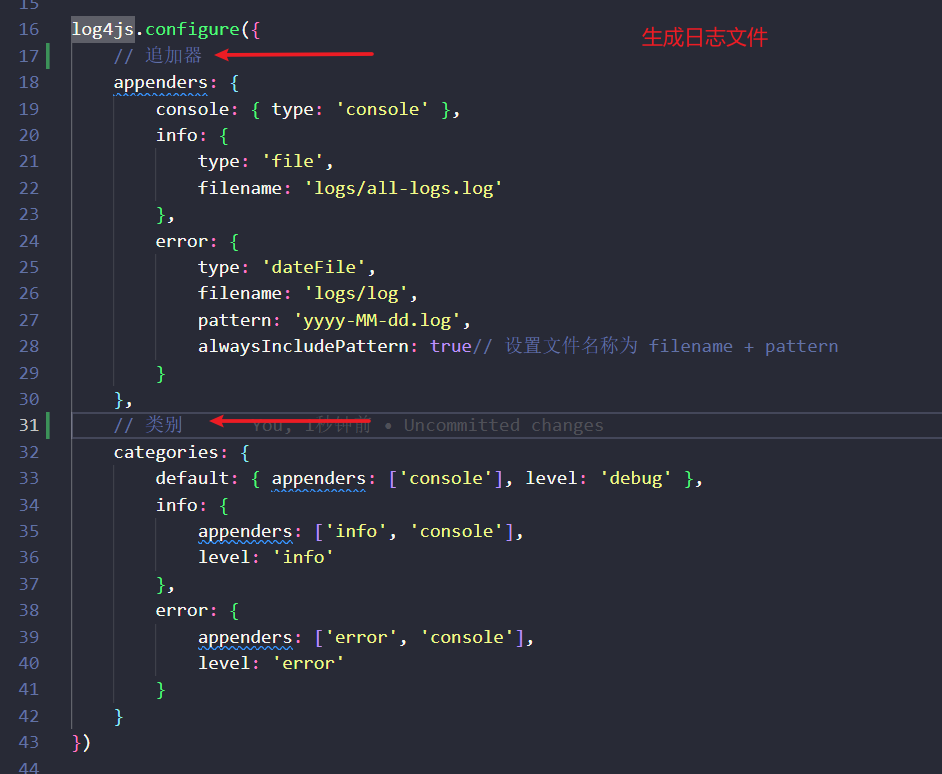 15
16 log4js.configure({ 生成日志文件
17 // 追加器
18 appenders: {
19 console: { type: 'console' },
20 info: {
21 type: 'file',
22 filename: 'logs/all-logs.log'
23 },
24 error: {
25 type: 'dateFile',
26 filename: 'logs/log',
27 pattern: 'yyyy-MM-dd.log',
28 alwaysIncludePattern: true// 设置文件名称为 filename + pattern
29 }
30 },
31 // 类别 You, 1秒钟前 • Uncommitted changes
32 categories: {
33 default: { appenders: ['console'], level: 'debug' },
34 info: {
35 appenders: ['info', 'console'],
36 level: 'info'
37 },
38 error: {
39 appenders: ['error', 'console'],
40 level: 'error'
41 }
42 }
43 })
44